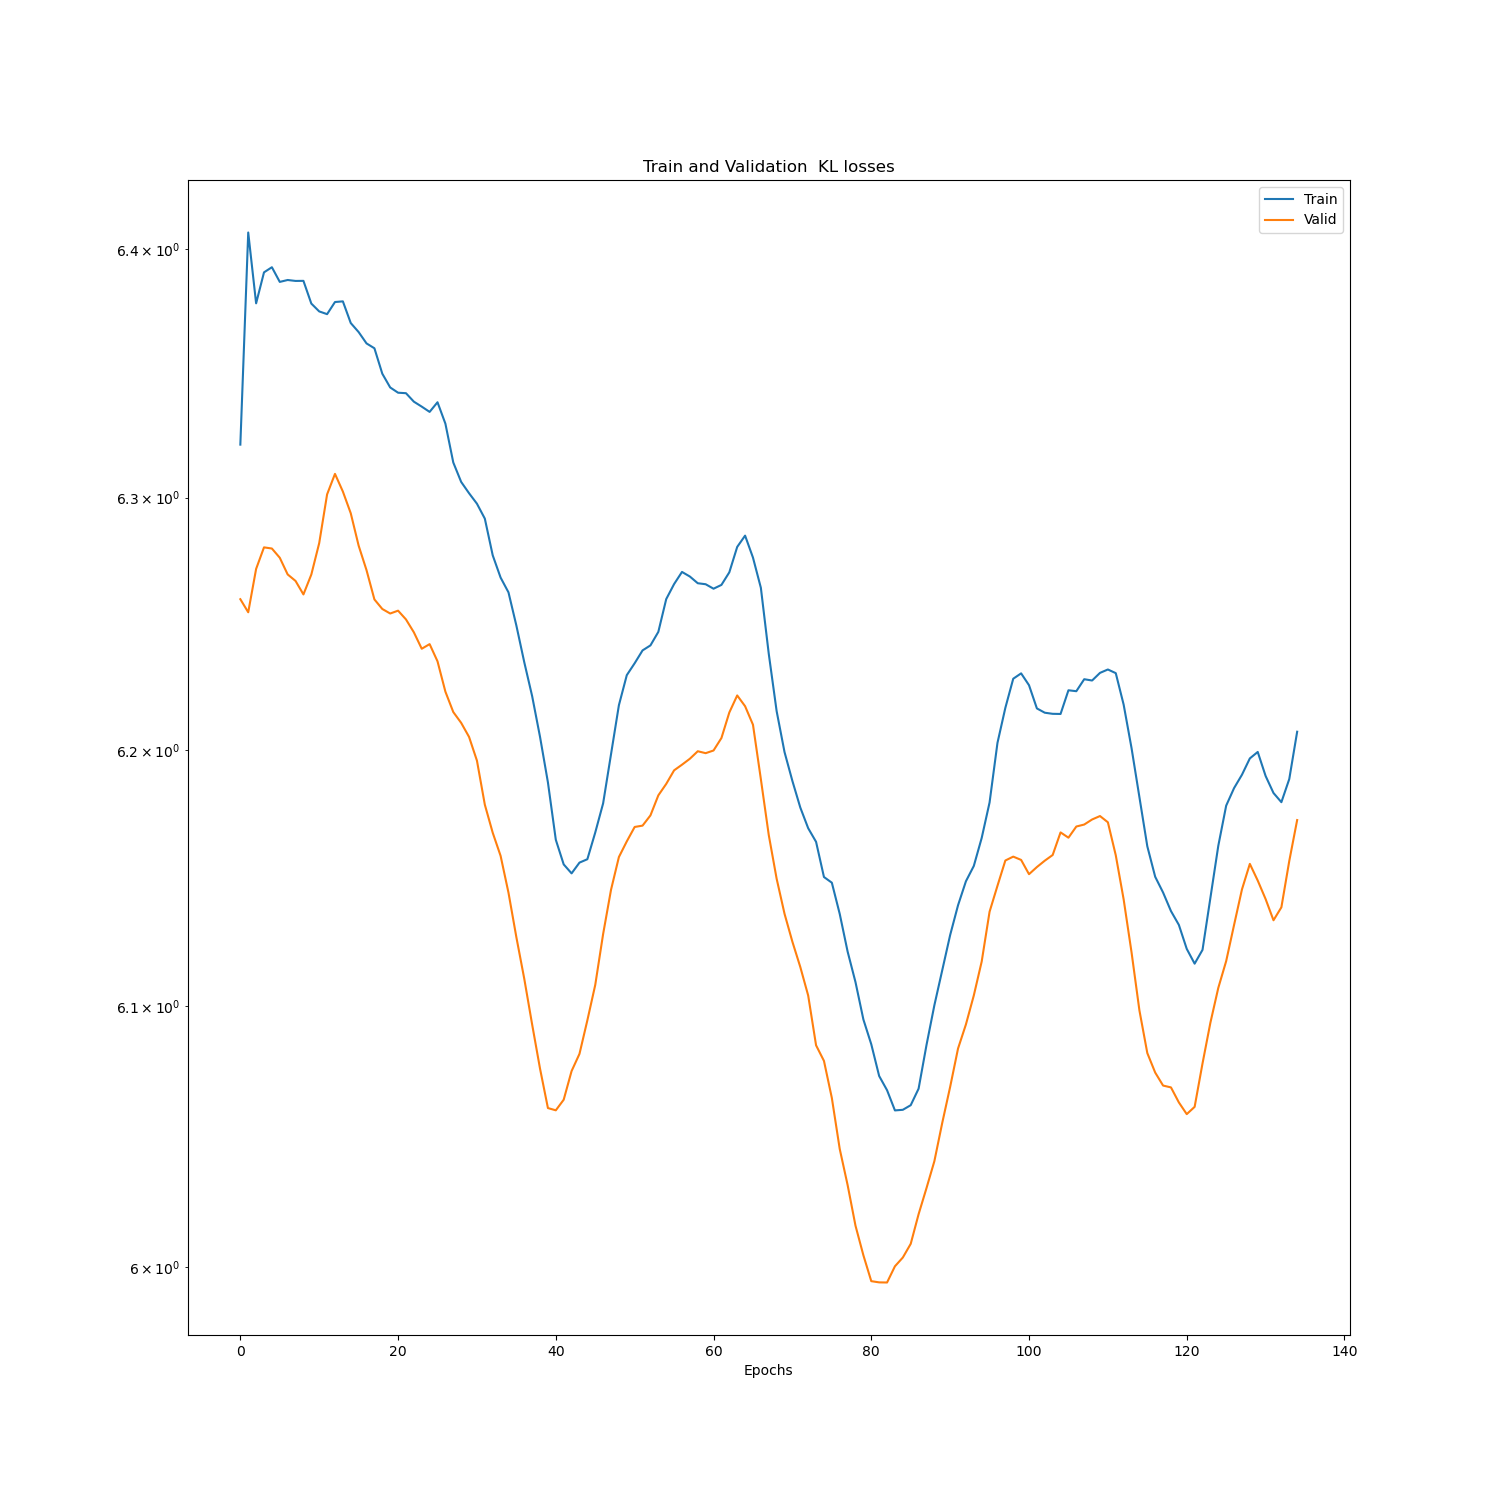 Train and Validation  KL losses
Train
Valid
6.4 × 10⁰
6.3 × 10⁰
6.2 × 10⁰
6.1 × 10⁰
6 × 10⁰
0 20 40 60 80 100 120 140
Epochs